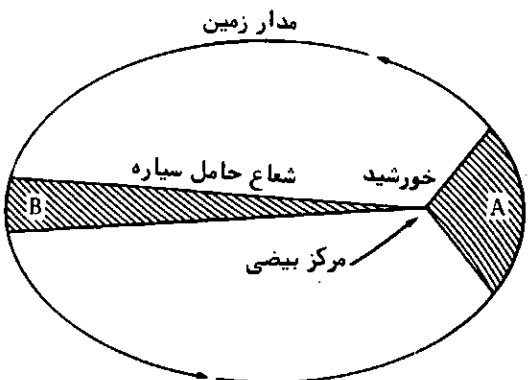 مدار زمین
خورشید
شعاع حامل سیاره
A
B
مرکز بیضی